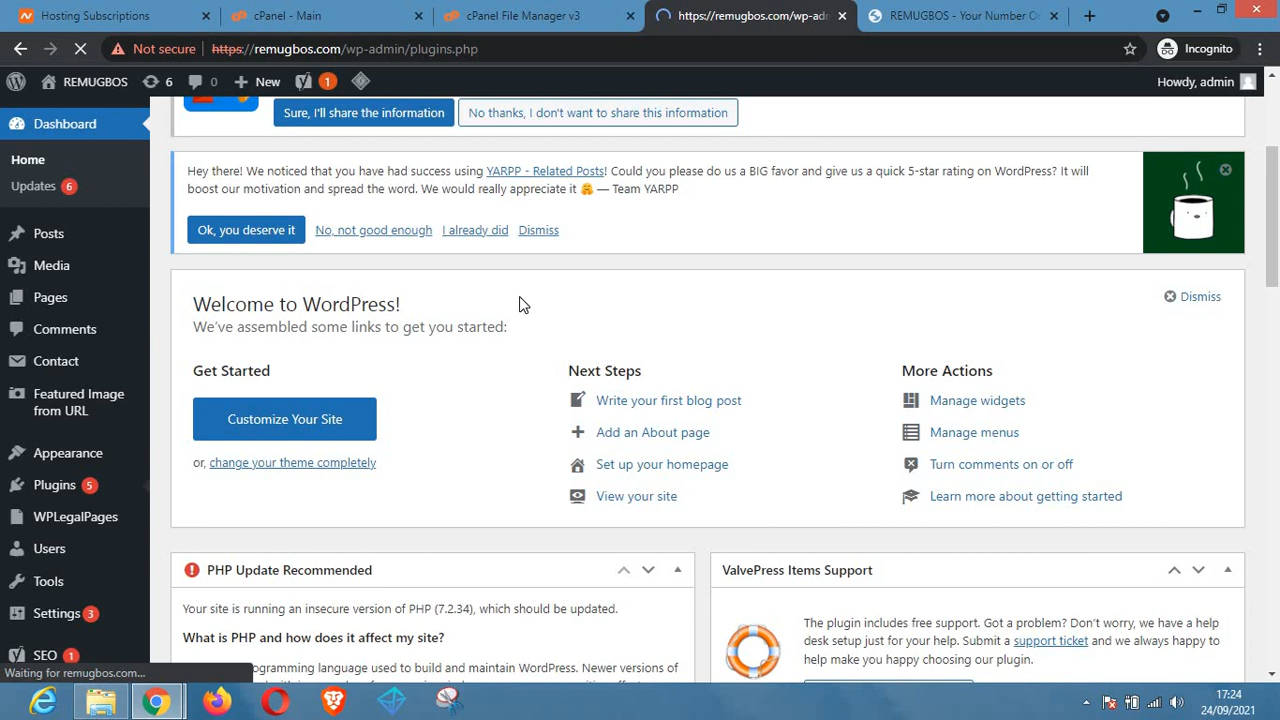 Hosting Subscriptions
cPanel - Main
cPanel File Manager v3
https://remugbos.com/wp-adm
REMUGBOS - Your Number O
Not secure
https://remugbos.com/wp-admin/plugins.php
Incognito
REMUGBOS
6
0
New
1
Howdy, admin
Dashboard
Home
Updates 6
Posts
Media
Pages
Comments
Contact
Featured Image
from URL
Appearance
Plugins 5
WPLegalPages
Users
Tools
Settings 3
SEO 1
Sure, I'll share the information
No thanks, I don't want to share this information
Hey there! We noticed that you have had success using YARPP - Related Posts! Could you please do us a BIG favor and give us a quick 5-star rating on WordPress? It will
boost our motivation and spread the word. We would really appreciate it 🤗 — Team YARPP
Ok, you deserve it
No, not good enough
I already did
Dismiss
Welcome to WordPress!
We've assembled some links to get you started:
Dismiss
Get Started
Customize Your Site
or, change your theme completely
Next Steps
Write your first blog post
Add an About page
Set up your homepage
View your site
More Actions
Manage widgets
Manage menus
Turn comments on or off
Learn more about getting started
PHP Update Recommended
Your site is running an insecure version of PHP (7.2.34), which should be updated.
What is PHP and how does it affect my site?
ogramming language used to build and maintain WordPress. Newer versions of
ValvePress Items Support
The plugin includes free support. Got a problem? Don't worry, we have a help
desk setup just for your help. Submit a support ticket and we always happy to
help make you happy choosing our plugin.
Waiting for remugbos.com...
17:24
24/09/2021